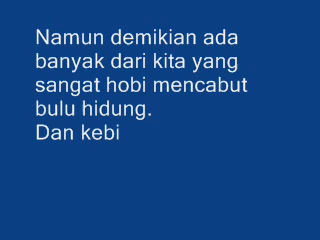 Namun demikian ada
banyak dari kita yang
sangat hobi mencabut
bulu hidung.
Dan kebi